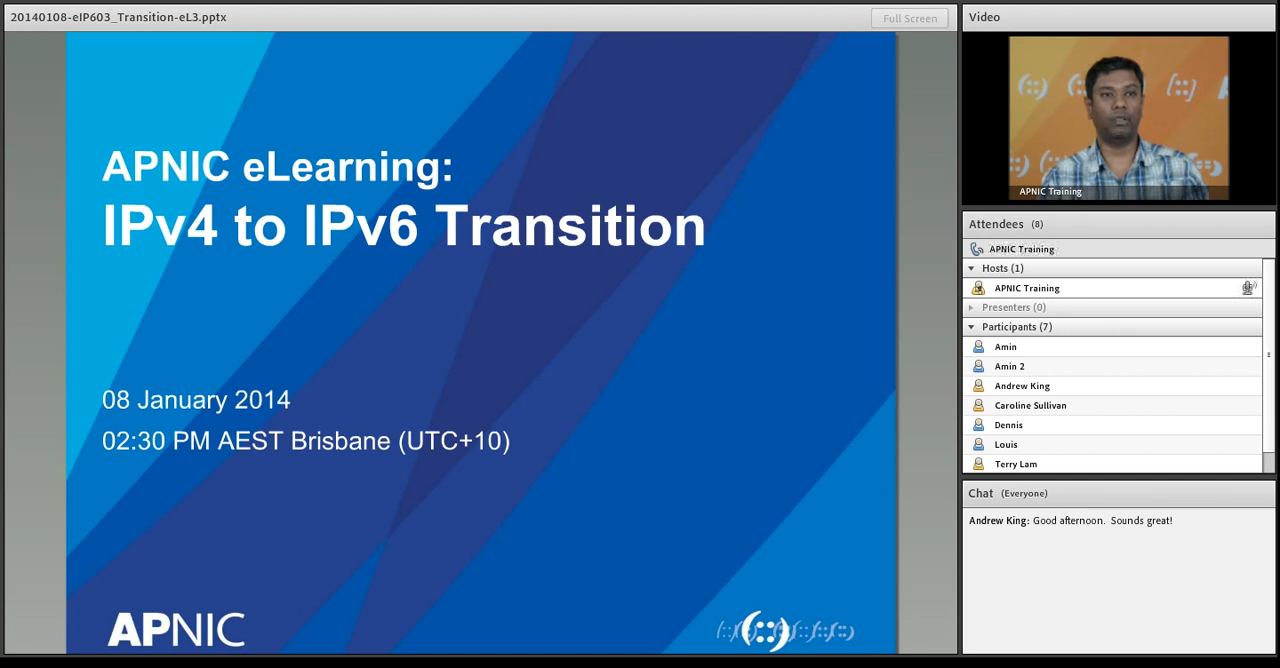 20140108-eIP603_Transition-eL3.pptx
Full Screen
APNIC eLearning:
IPv4 to IPv6 Transition
08 January 2014
02:30 PM AEST Brisbane (UTC+10)
APNIC
(::)
Video
APNIC Training
Attendees (8)
APNIC Training
Hosts (1)
APNIC Training
Presenters (0)
Participants (7)
Amin
Amin 2
Andrew King
Caroline Sullivan
Dennis
Louis
Terry Lam
Chat (Everyone)
Andrew King: Good afternoon. Sounds great!